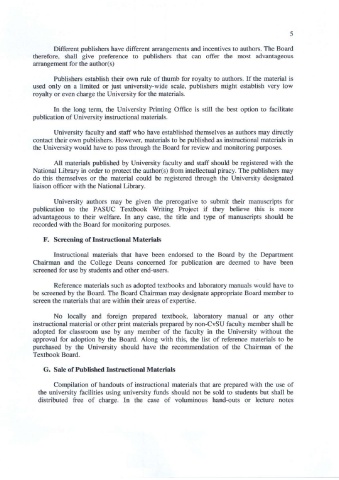 5
Different publishers have different arrangements and incentives to authors. The Board
therefore, shall give preference to publishers that can offer the most advantageous
arrangement for the author(s)
Publishers establish their own rule of thumb for royalty to authors. If the material is
used only on a limited or just university-wide scale, publishers might establish very low
royalty or even charge the University for the materials.
In the long term, the University Printing Office is still the best option to facilitate
publication of University instructional materials.
University faculty and staff who have established themselves as authors may directly
contact their own publishers. However, materials to be published as instructional materials in
the University would have to pass through the Board for review and monitoring purposes.
All materials published by University faculty and staff should be registered with the
National Library in order to protect the author(s) from intellectual piracy. The publishers may
do this themselves or the material could be registered through the University designated
liaison officer with the National Library.
University authors may be given the prerogative to submit their manuscripts for
publication to the PASUC Textbook Writing Project if they believe this is more
advantageous to their welfare. In any case, the title and type of manuscripts should be
recorded with the Board for monitoring purposes.
F. Screening of Instructional Materials
Instructional materials that have been endorsed to the Board by the Department
Chairman and the College Deans concerned for publication are deemed to have been
screened for use by students and other end-users.
Reference materials such as adopted textbooks and laboratory manuals would have to
be screened by the Board. The Board Chairman may designate appropriate Board member to
screen the materials that are within their areas of expertise.
No locally and foreign prepared textbook, laboratory manual or any other
instructional material or other print materials prepared by non-CvSU faculty member shall be
adopted for classroom use by any member of the faculty in the University without the
approval for adoption by the Board. Along with this, the list of reference materials to be
purchased by the University should have the recommendation of the Chairman of the
Textbook Board.
G. Sale of Published Instructional Materials
Compilation of handouts of instructional materials that are prepared with the use of
the university facilities using university funds should not be sold to students but shall be
distributed free of charge. In the case of voluminous hand-outs or lecture notes